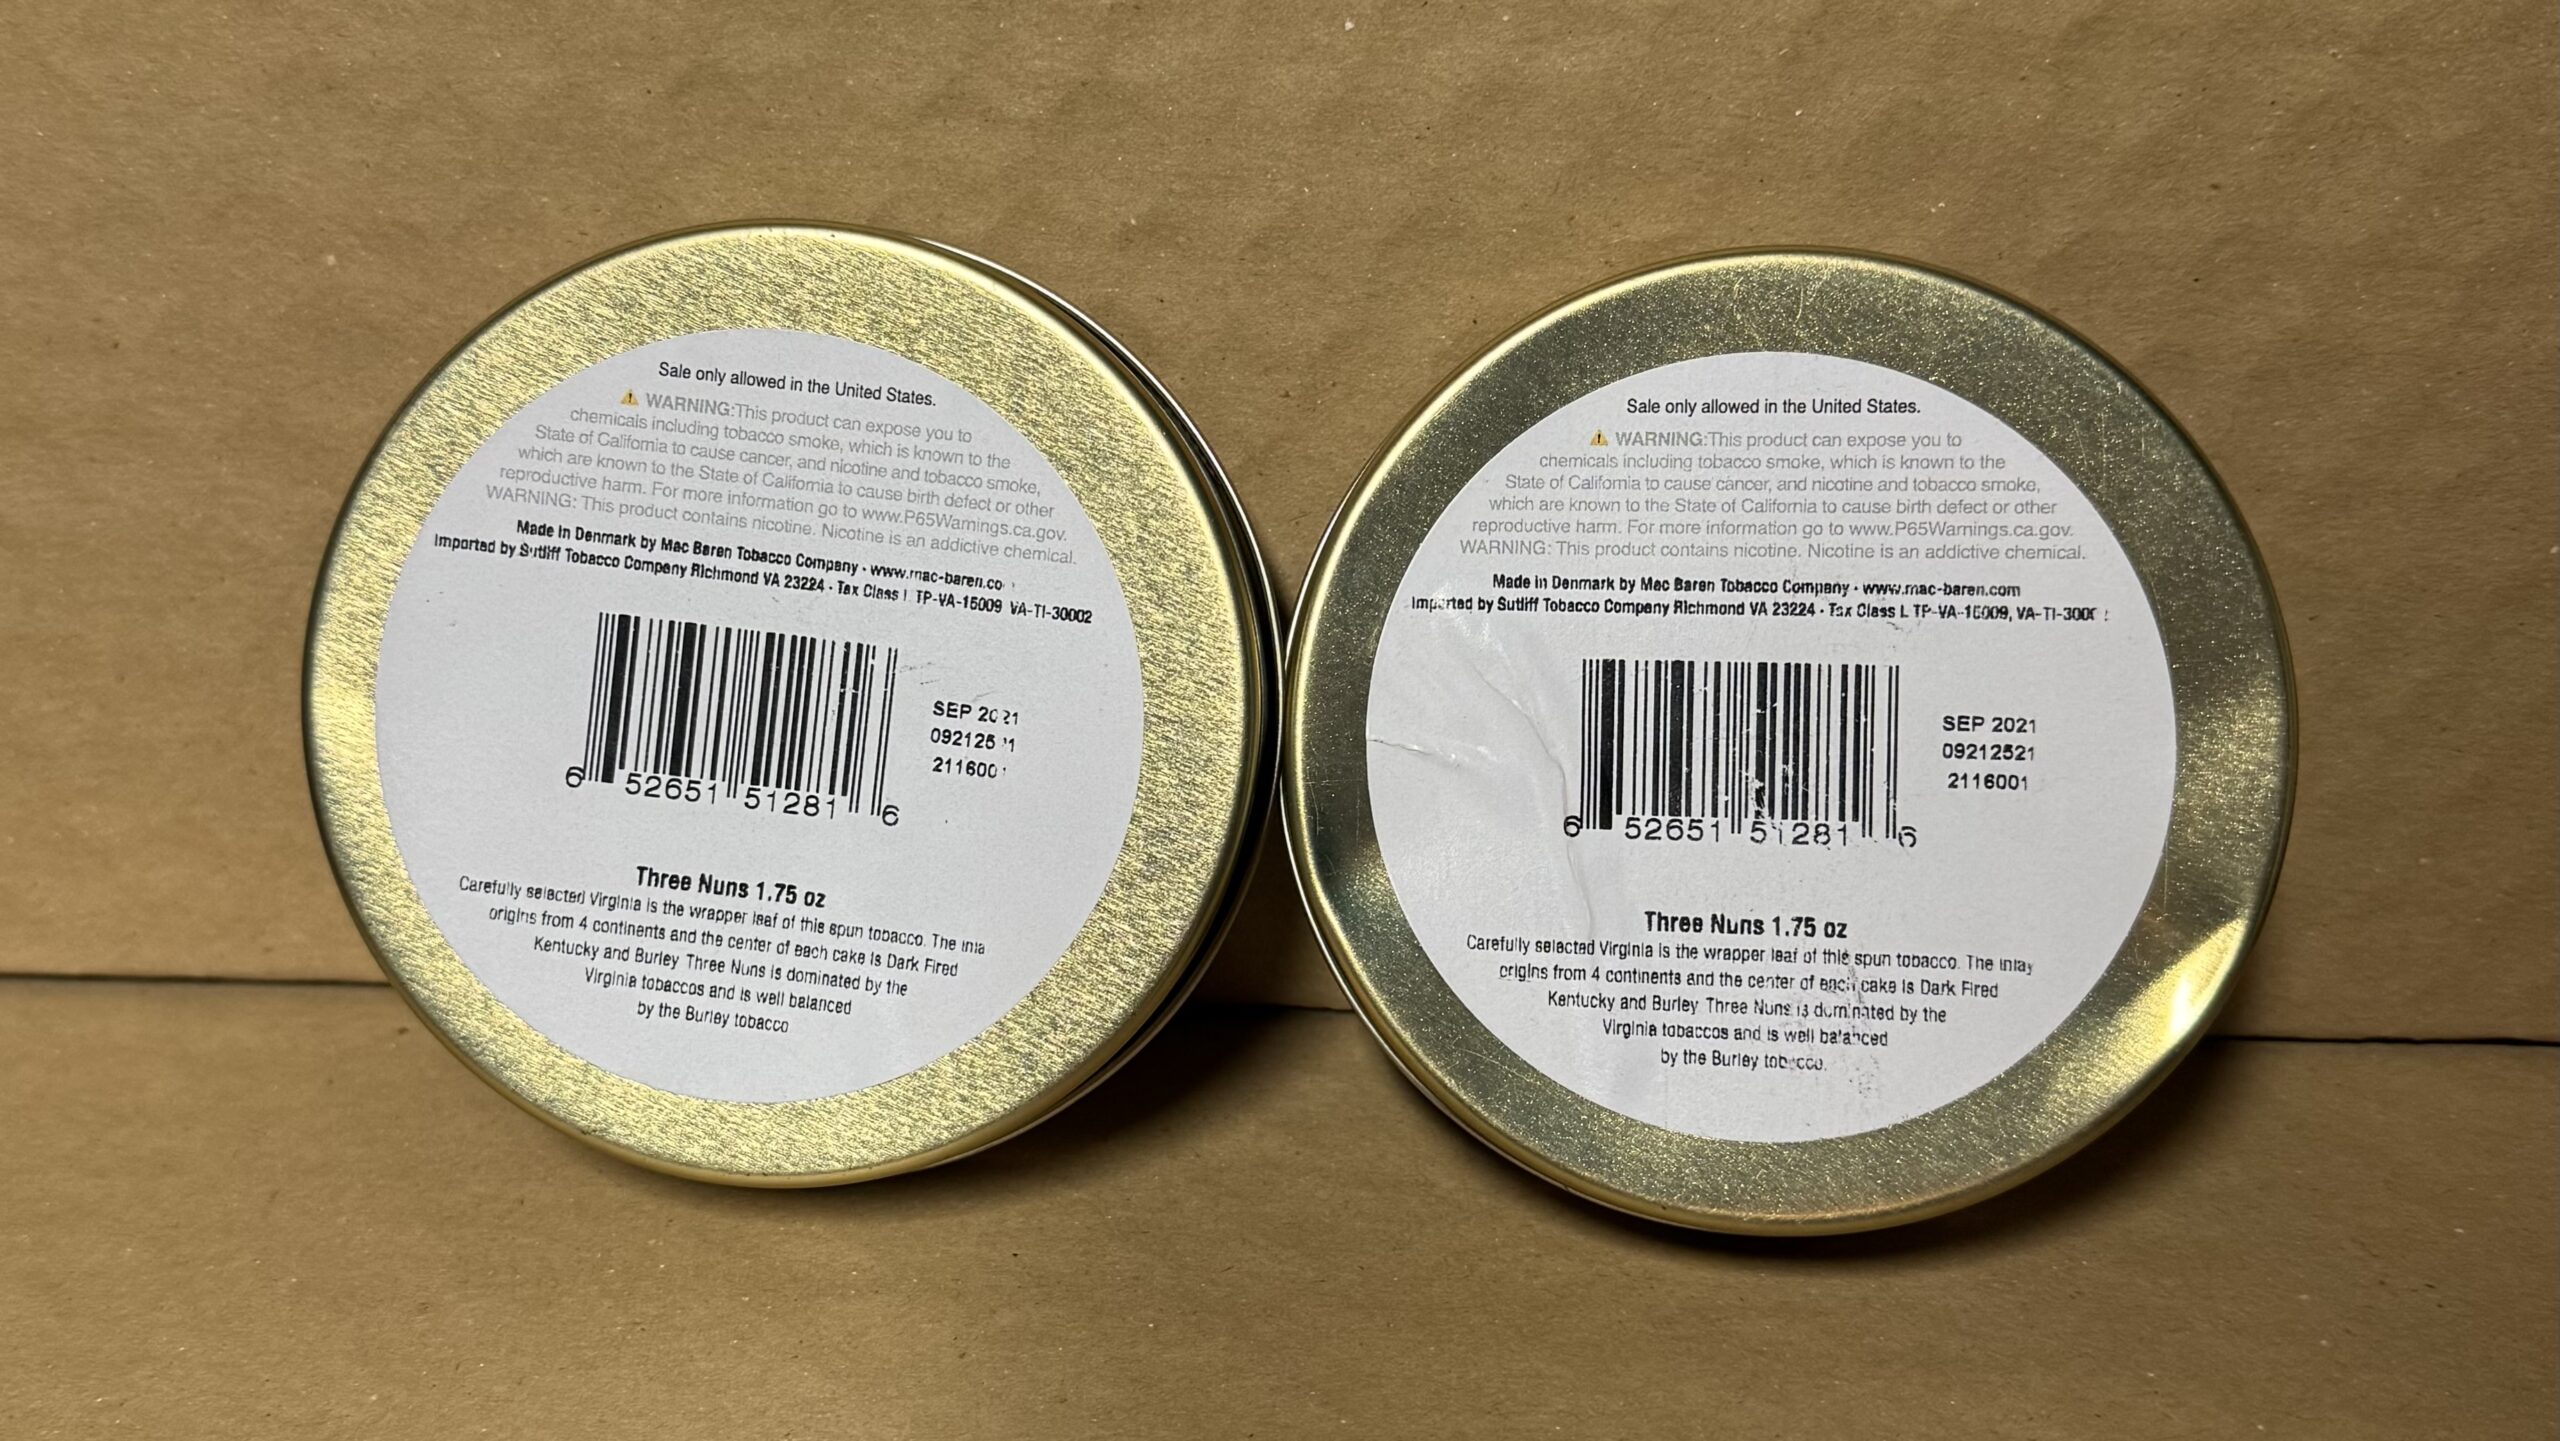 Sale only allowed in the United States.
WARNING:This product can expose you to
chemicals including tobacco smoke, which is known to the
State of California to cause cancer, and nicotine and tobacco smoke,
which are known to the State of California to cause birth defect or other
reproductive harm. For more information go to www.P65Warnings.ca.gov.
WARNING: This product contains nicotine. Nicotine is an addictive chemical.
Made in Denmark by Mac Baren Tobacco Company · www.mac-baren.co
Imported by Sutliff Tobacco Company Richmond VA 23224 · Tax Class L TP-VA-15009 VA-TI-30002
SEP 2021
092125 1
211600
6 52651 51281 6
Three Nuns 1.75 oz
Carefully selected Virginia is the wrapper leaf of this spun tobacco. The inla
origins from 4 continents and the center of each cake is Dark Fired
Kentucky and Burley Three Nuns is dominated by the
Virginia tobaccos and is well balanced
by the Burley tobacco
Sale only allowed in the United States.
WARNING:This product can expose you to
chemicals including tobacco smoke, which is known to the
State of California to cause cancer, and nicotine and tobacco smoke,
which are known to the State of California to cause birth defect or other
reproductive harm. For more information go to www.P65Warnings.ca.gov.
WARNING: This product contains nicotine. Nicotine is an addictive chemical.
Made in Denmark by Mac Baren Tobacco Company · www.mac-baren.com
Imported by Sutliff Tobacco Company Richmond VA 23224 · Tax Class L TP-VA-15009, VA-TI-3000
SEP 2021
09212521
2116001
6 52651 51281 6
Three Nuns 1.75 oz
Carefully selected Virginia is the wrapper leaf of this spun tobacco. The inlay
origins from 4 continents and the center of each cake is Dark Fired
Kentucky and Burley Three Nuns is dominated by the
Virginia tobaccos and is well balanced
by the Burley tobacco.